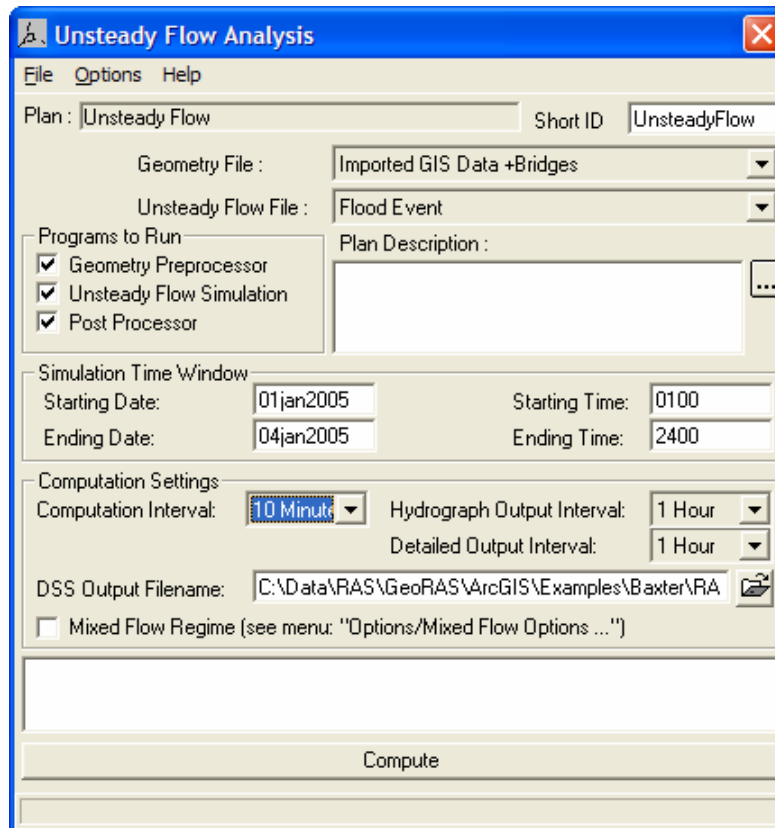 Unsteady Flow Analysis
File Options Help
Plan : Unsteady Flow Short ID UnsteadyFlow
Geometry File : Imported GIS Data +Bridges
Unsteady Flow File : Flood Event
Programs to Run Plan Description :
Geometry Preprocessor
Unsteady Flow Simulation ...
Post Processor
Simulation Time Window
Starting Date: 01jan2005 Starting Time: 0100
Ending Date: 04jan2005 Ending Time: 2400
Computation Settings
Computation Interval: 10 Minute Hydrograph Output Interval: 1 Hour
Detailed Output Interval: 1 Hour
DSS Output Filename: C:\Data\RAS\GeoRAS\ArcGIS\Examples\Baxter\RA
Mixed Flow Regime (see menu: "Options/Mixed Flow Options ...")
Compute